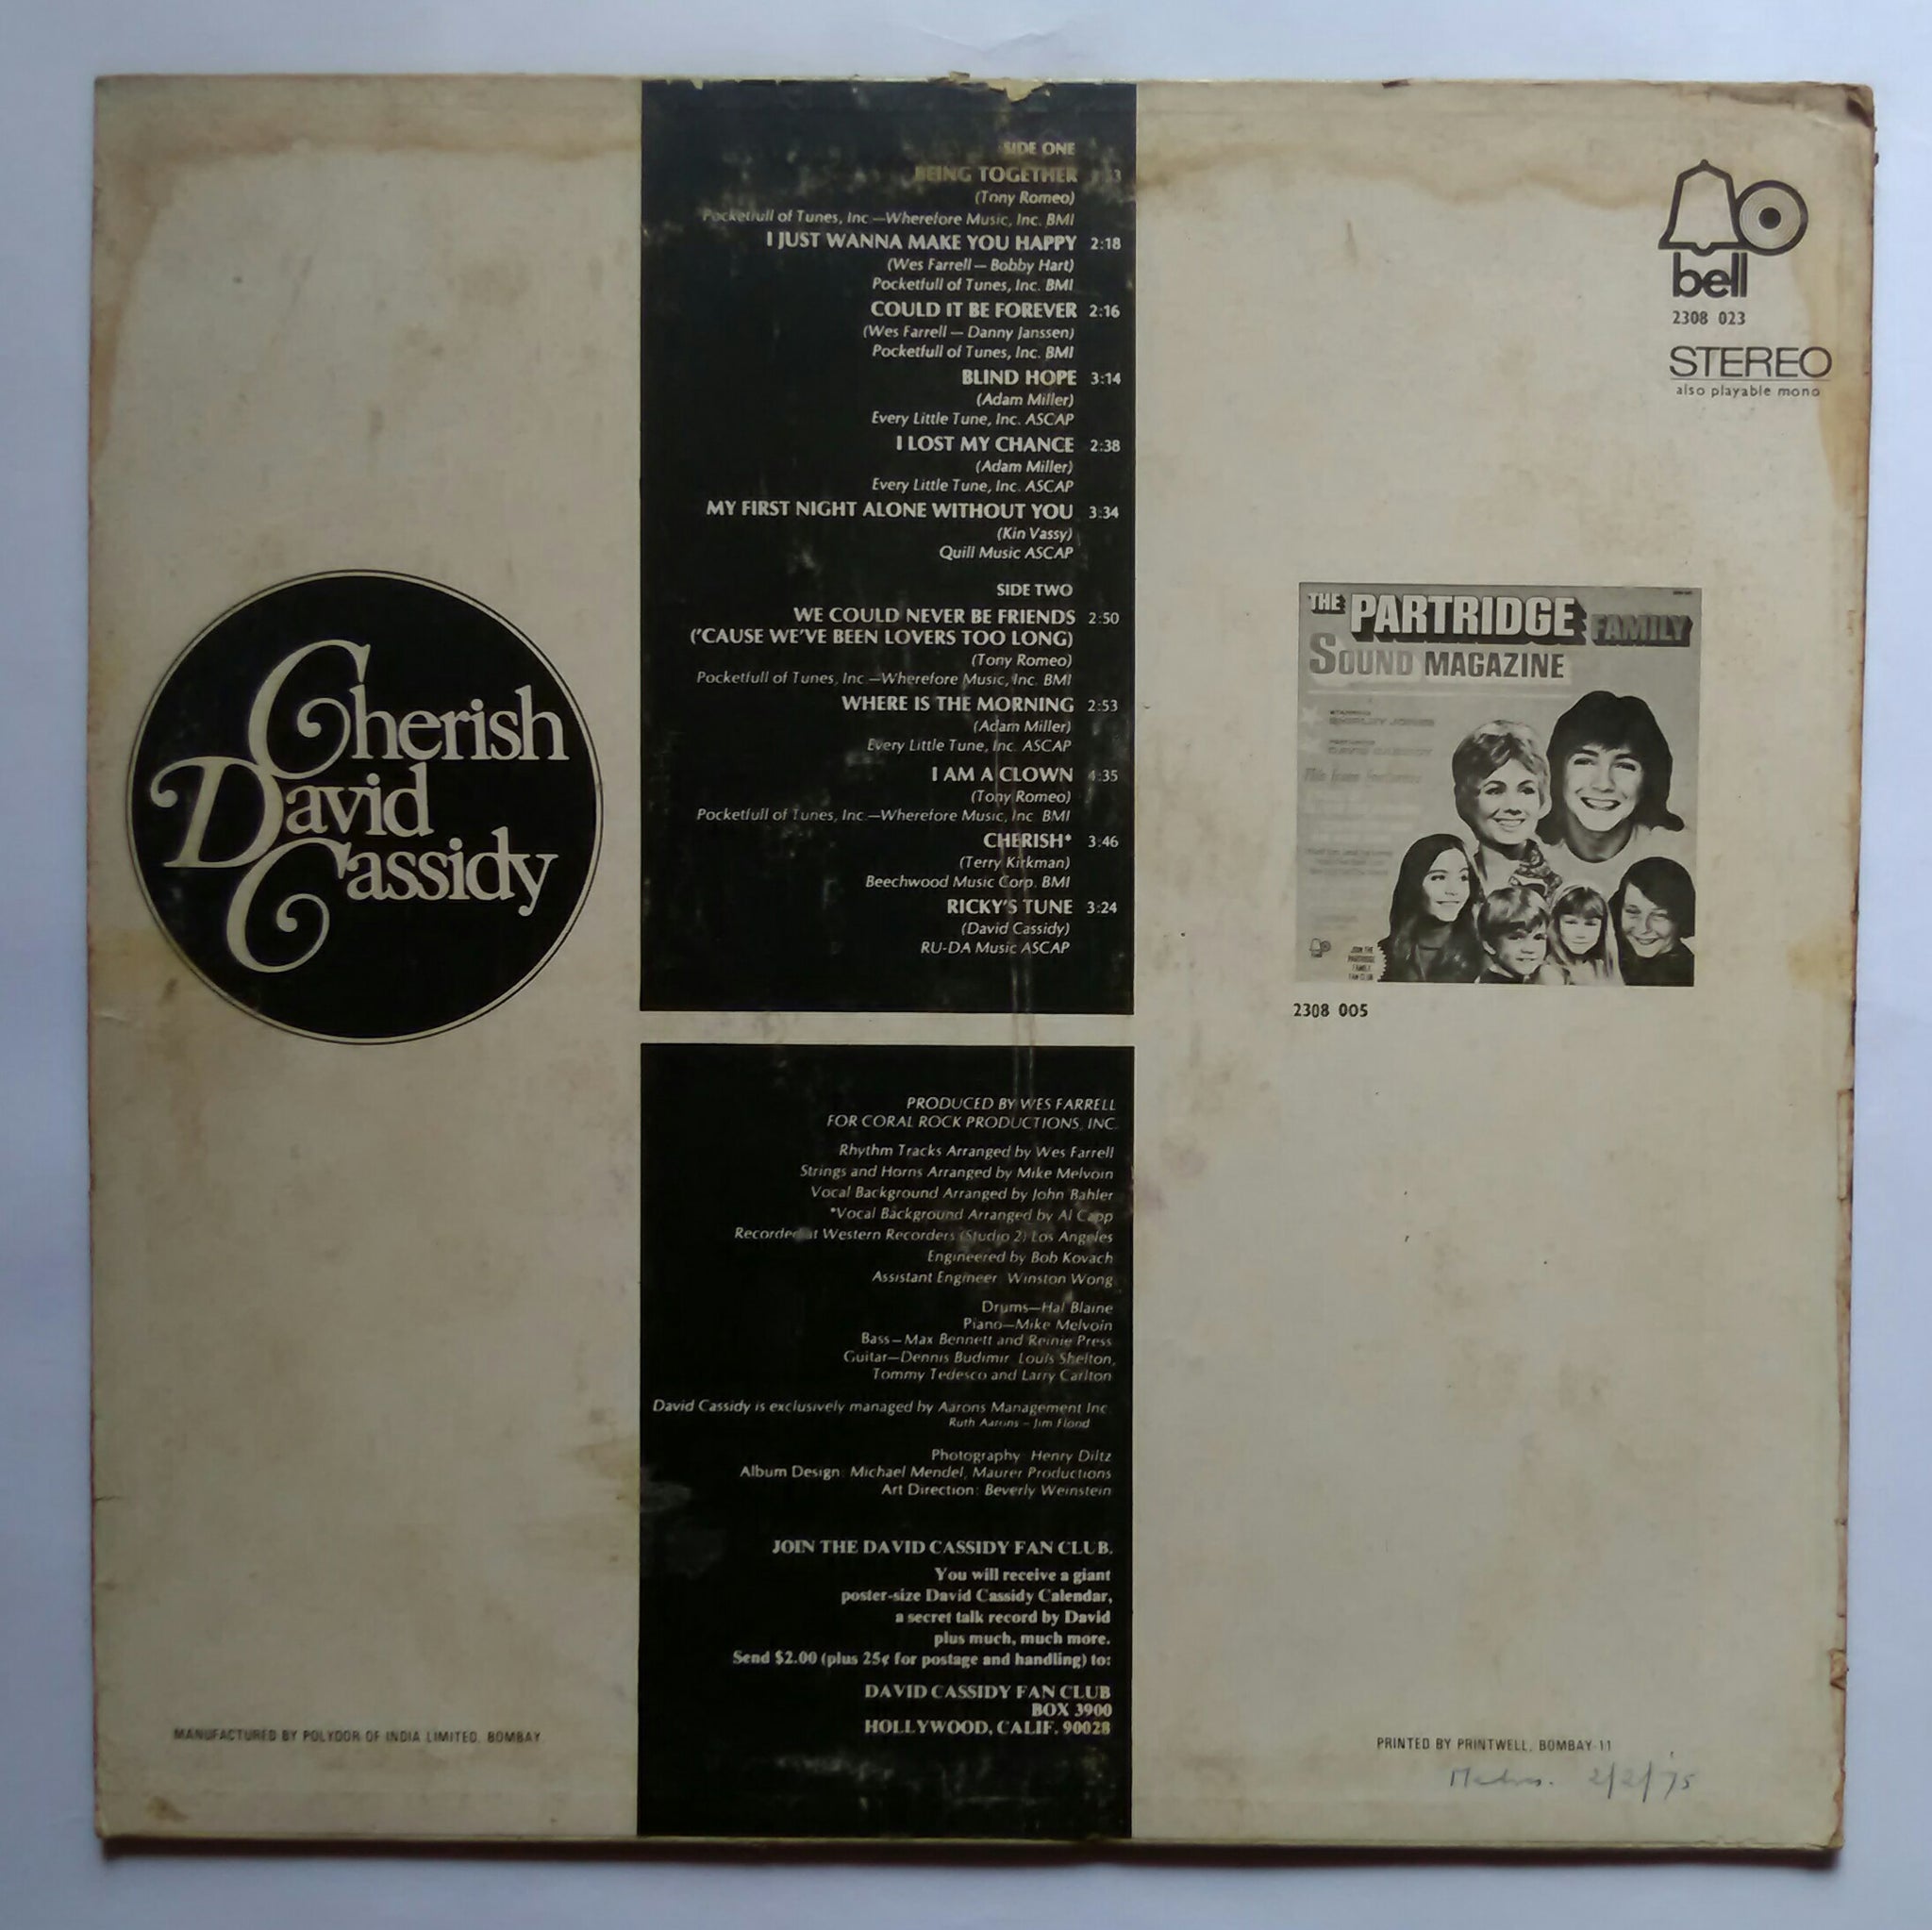 Cherish
David
Cassidy
SIDE ONE
BEING TOGETHER
(Tony Romeo)
Pocketfull of Tunes, Inc.—Wherefore Music, Inc. BMI
I JUST WANNA MAKE YOU HAPPY 2:18
(Wes Farrell — Bobby Hart)
Pocketfull of Tunes, Inc. BMI
COULD IT BE FOREVER 2:16
(Wes Farrell — Danny Janssen)
Pocketfull of Tunes, Inc. BMI
BLIND HOPE 3:14
(Adam Miller)
Every Little Tune, Inc. ASCAP
I LOST MY CHANCE 2:38
(Adam Miller)
Every Little Tune, Inc. ASCAP
MY FIRST NIGHT ALONE WITHOUT YOU 3:34
(Kin Vassy)
Quill Music ASCAP
SIDE TWO
WE COULD NEVER BE FRIENDS 2:50
('CAUSE WE'VE BEEN LOVERS TOO LONG)
(Tony Romeo)
Pocketfull of Tunes, Inc.—Wherefore Music, Inc. BMI
WHERE IS THE MORNING 2:53
(Adam Miller)
Every Little Tune, Inc. ASCAP
I AM A CLOWN 4:35
(Tony Romeo)
Pocketfull of Tunes, Inc.—Wherefore Music, Inc. BMI
CHERISH* 3:46
(Terry Kirkman)
Beechwood Music Corp. BMI
RICKY'S TUNE 3:24
(David Cassidy)
RU-DA Music ASCAP
PRODUCED BY WES FARRELL
FOR CORAL ROCK PRODUCTIONS, INC.
Rhythm Tracks Arranged by Wes Farrell
Strings and Horns Arranged by Mike Melvoin
Vocal Background Arranged by John Bahler
*Vocal Background Arranged by Al Capp
Recorded at Western Recorders (Studio 2) Los Angeles
Engineered by Bob Kovach
Assistant Engineer Winston Wong
Drums—Hal Blaine
Piano—Mike Melvoin
Bass—Max Bennett and Reinie Press
Guitar—Dennis Budimir Louis Shelton,
Tommy Tedesco and Larry Carlton
David Cassidy is exclusively managed by Aarons Management Inc
Ruth Aarons – Jim Flond
Photography Henry Diltz
Album Design: Michael Mendel, Maurer Productions
Art Direction: Beverly Weinstein
JOIN THE DAVID CASSIDY FAN CLUB.
You will receive a giant
poster-size David Cassidy Calendar,
a secret talk record by David
plus much, much more.
Send $2.00 (plus 25¢ for postage and handling) to:
DAVID CASSIDY FAN CLUB
BOX 3900
HOLLYWOOD, CALIF. 90028
bell
2308 023
STEREO
also playable mono
THE PARTRIDGE FAMILY
SOUND MAGAZINE
STARRING
SHIRLEY JONES
FEATURING
DAVID CASSIDY
bell
JOIN THE
PARTRIDGE
FAMILY
FAN CLUB
2308 005
MANUFACTURED BY POLYDOR OF INDIA LIMITED, BOMBAY
PRINTED BY PRINTWELL, BOMBAY-11
2/2/75